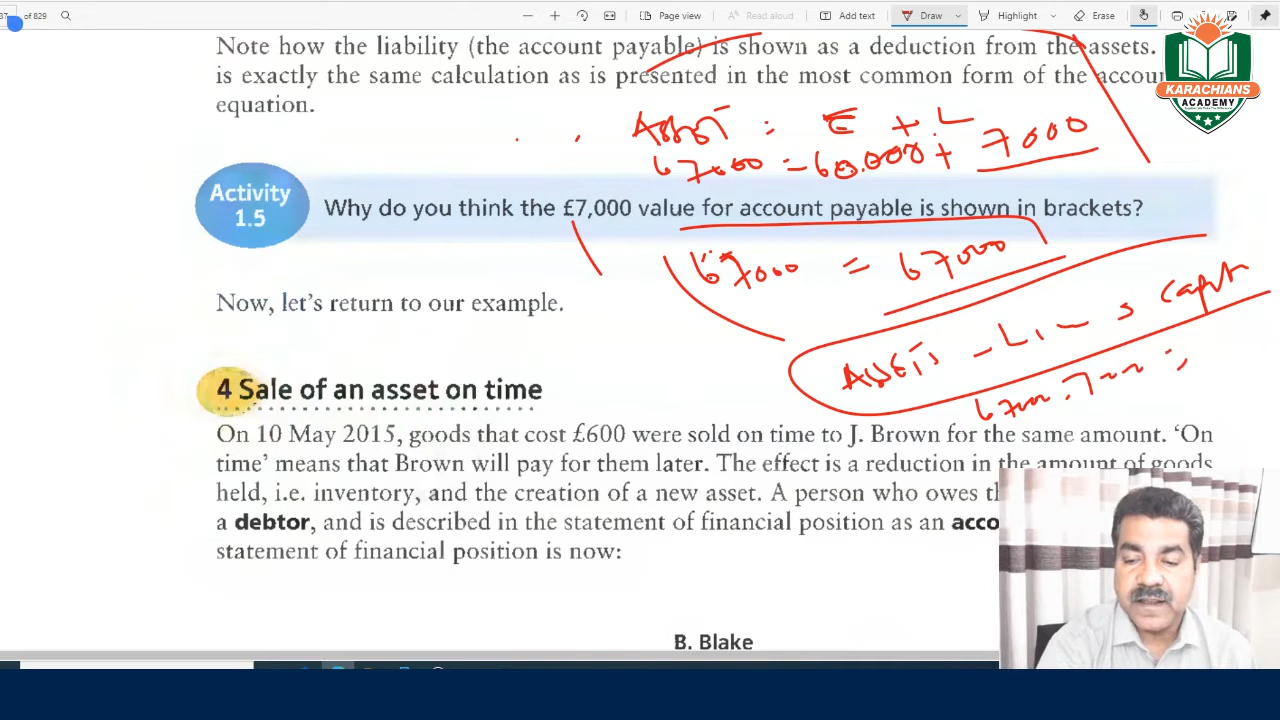 37 of 829
Page view
Read aloud
Add text
Draw
Highlight
Erase
KARACHIANS
ACADEMY
Note how the liability (the account payable) is shown as a deduction from the assets.
is exactly the same calculation as is presented in the most common form of the accoun
equation.
ASSET = E + L
67000 = 60.000 + 7000
Activity
1.5
Why do you think the £7,000 value for account payable is shown in brackets?
67000 = 67000
Now, let's return to our example.
ASSETS - Li
4 Sale of an asset on time
On 10 May 2015, goods that cost £600 were sold on time to J. Brown for the same amount. 'On
time' means that Brown will pay for them later. The effect is a reduction in the amount of goods
held, i.e. inventory, and the creation of a new asset. A person who owes th
a debtor, and is described in the statement of financial position as an acco
statement of financial position is now:
B. Blake